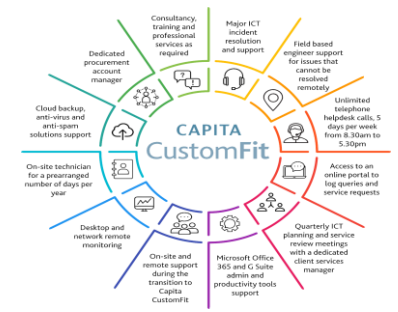 Consultancy,
training and
professional
services as
required
Major ICT
incident
resolution
and support
Field based
engineer support
for issues that
cannot be
resolved
remotely
Unlimited
telephone
helpdesk calls, 5
days per week
from 8.30am to
5.30pm
Access to an
online portal to
log queries and
service requests
Quarterly ICT
planning and service
review meetings
with a dedicated
client services
manager
Microsoft Office
365 and G Suite
admin and
productivity tools
support
On-site and
remote support
during the
transition to
Capita
CustomFit
Desktop and
network remote
monitoring
On-site technician
for a prearranged
number of days per
year
Cloud backup,
anti-virus and
anti-spam
solutions support
Dedicated
procurement
account
manager
CAPITA
CustomFit